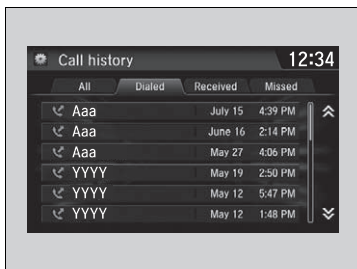 Call history 12:34
All Dialed Received Missed
Aaa July 15 4:39 PM
Aaa June 16 2:14 PM
Aaa May 27 4:06 PM
YYYY May 19 2:50 PM
YYYY May 12 5:47 PM
YYYY May 12 1:48 PM